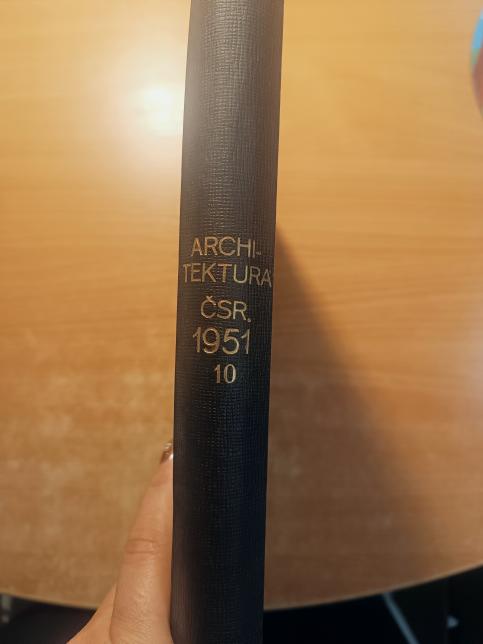 ARCHI-
TEKTURA
ČSR.
1951
10